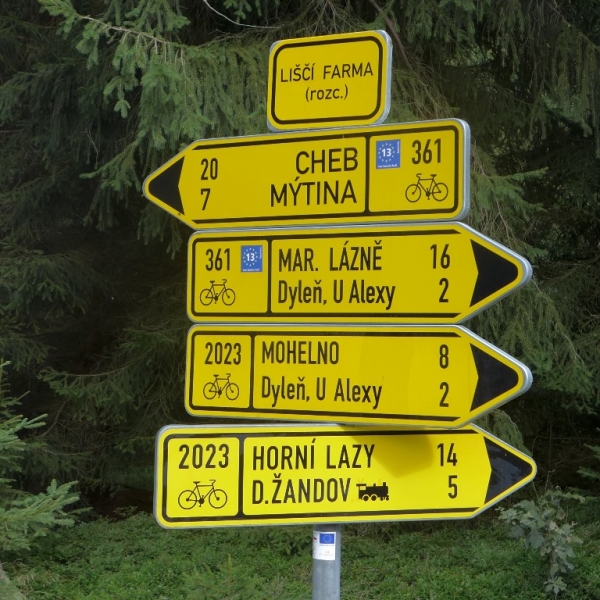 LIŠČÍ FARMA
(rozc.)
20 CHEB 13 361
7 MÝTINA
361 13 MAR. LÁZNĚ 16
Dyleň, U Alexy 2
2023 MOHELNO 8
Dyleň, U Alexy 2
2023 HORNÍ LAZY 14
D.ŽANDOV 5